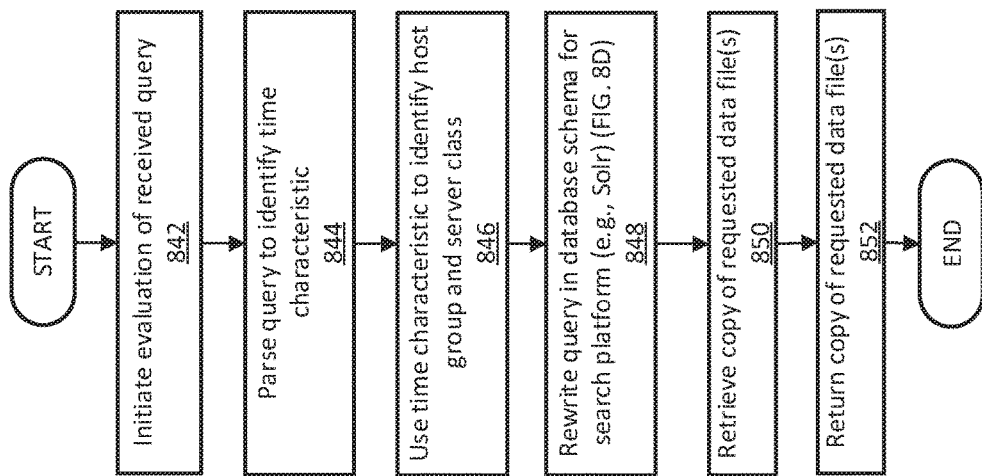 START
Initiate evaluation of received query
842
Parse query to identify time
characteristic
844
Use time characteristic to identify host
group and server class
846
Rewrite query in database schema for
search platform (e.g., Solr) (FIG. 8D)
848
Retrieve copy of requested data file(s)
850
Return copy of requested data file(s)
852
END